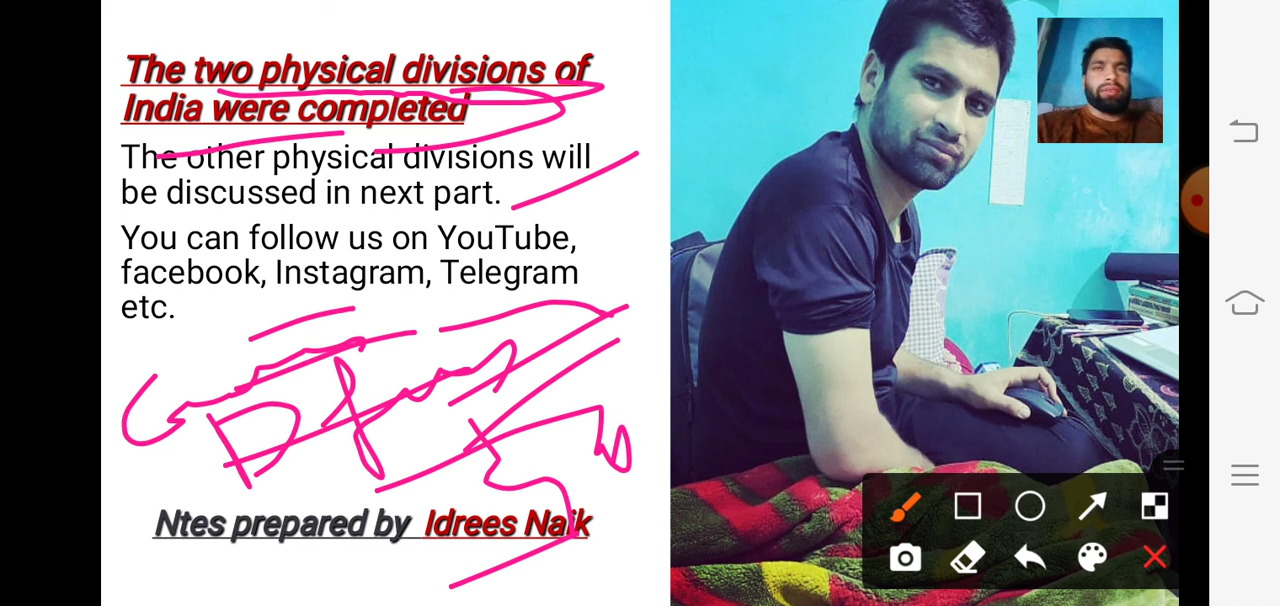 The two physical divisions of
India were completed
The other physical divisions will
be discussed in next part.
You can follow us on YouTube,
facebook, Instagram, Telegram
etc.
Ntes prepared by Idrees Naik